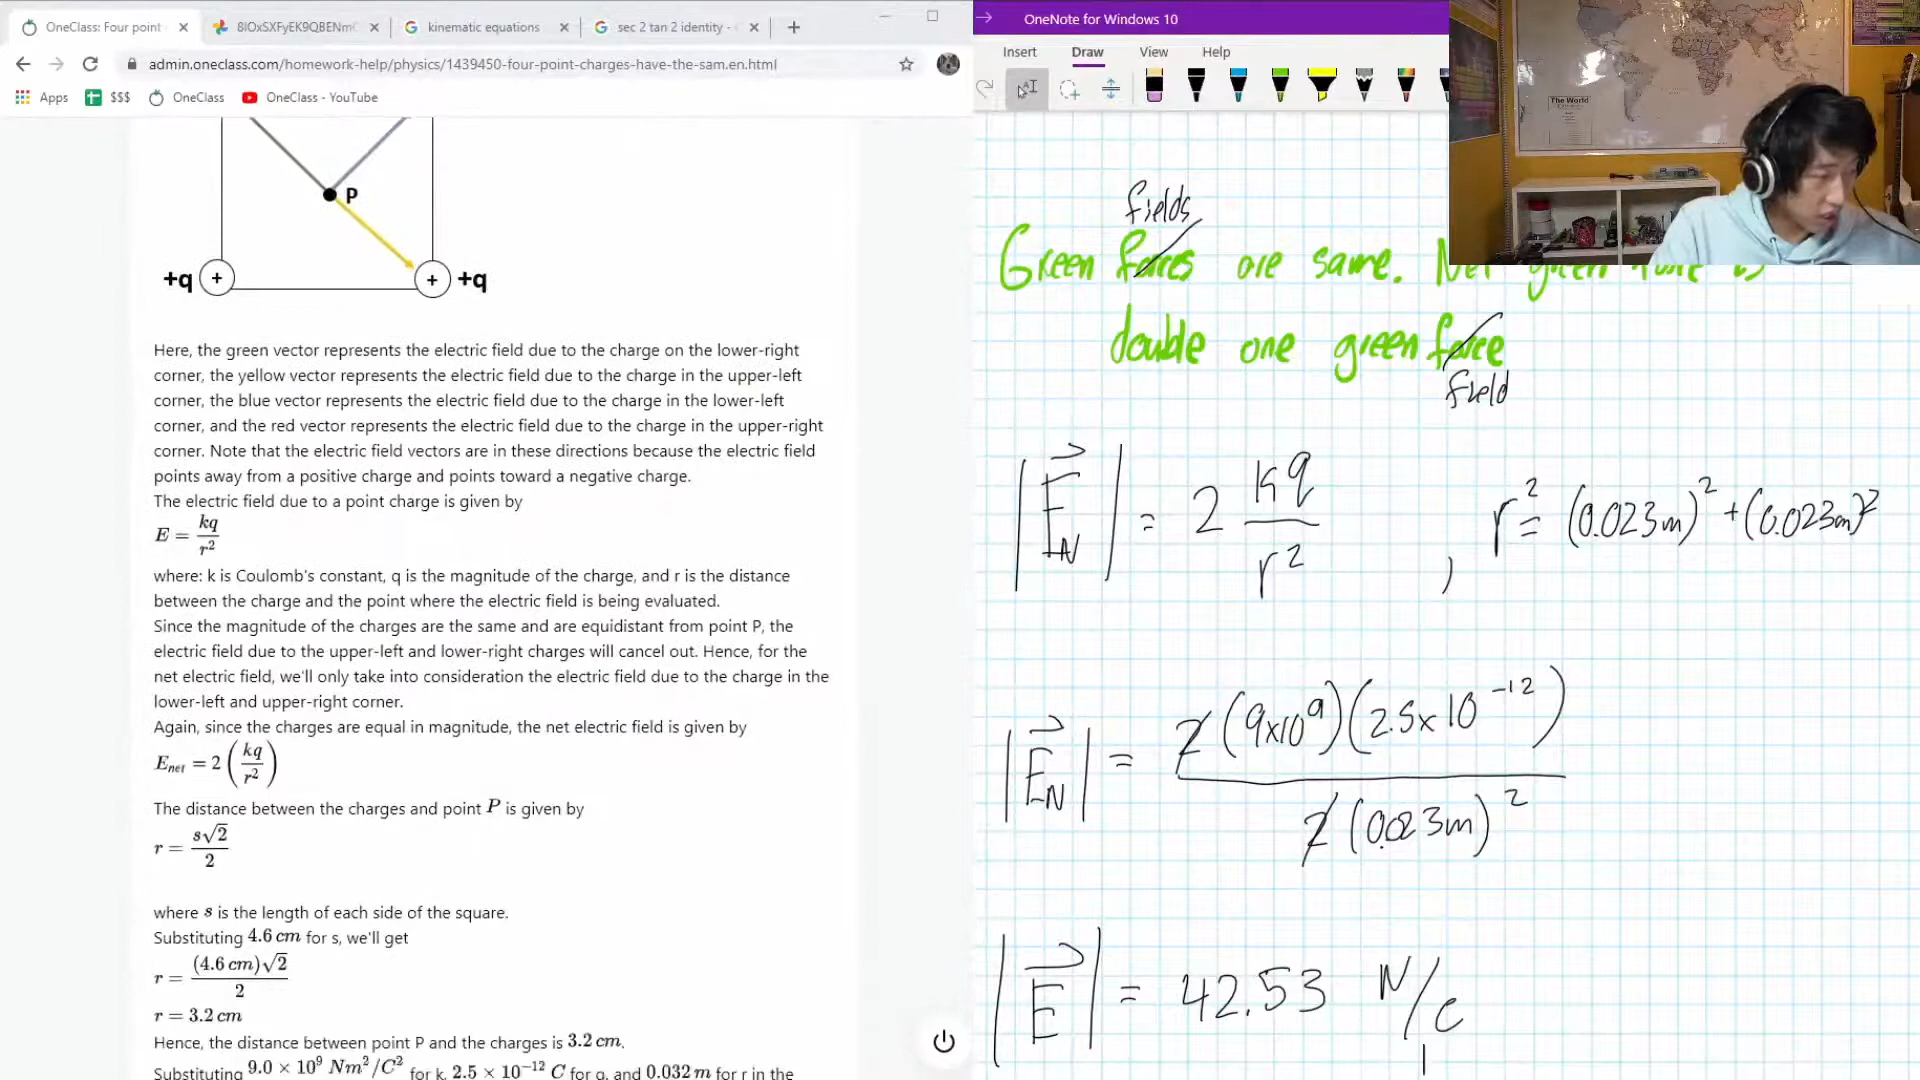 OneClass: Four point
8IOxSXFyEK9QBENm
kinematic equations
sec 2 tan 2 identity -
admin.oneclass.com/homework-help/physics/1439450-four-point-charges-have-the-sam.en.html
Apps
$$$
OneClass
OneClass - YouTube
P
+q +
+ +q
Here, the green vector represents the electric field due to the charge on the lower-right
corner, the yellow vector represents the electric field due to the charge in the upper-left
corner, the blue vector represents the electric field due to the charge in the lower-left
corner, and the red vector represents the electric field due to the charge in the upper-right
corner. Note that the electric field vectors are in these directions because the electric field
points away from a positive charge and points toward a negative charge.
The electric field due to a point charge is given by
E = kq/r²
where: k is Coulomb's constant, q is the magnitude of the charge, and r is the distance
between the charge and the point where the electric field is being evaluated.
Since the magnitude of the charges are the same and are equidistant from point P, the
electric field due to the upper-left and lower-right charges will cancel out. Hence, for the
net electric field, we'll only take into consideration the electric field due to the charge in the
lower-left and upper-right corner.
Again, since the charges are equal in magnitude, the net electric field is given by
E_net = 2 (kq/r²)
The distance between the charges and point P is given by
r = s√2/2
where s is the length of each side of the square.
Substituting 4.6 cm for s, we'll get
r = (4.6 cm)√2/2
r = 3.2 cm
Hence, the distance between point P and the charges is 3.2 cm.
Substituting 9.0 × 10⁹ Nm²/C² for k, 2.5 × 10⁻¹² C for q, and 0.032 m for r in the
OneNote for Windows 10
Insert
Draw
View
Help
The World
fields
Green forces are same. Net green force is
double one green force
field
|E⃗_N| = 2 kq/r² , r² = (0.023m)² + (0.023m)²
|E⃗_N| = 2(9x10⁹)(2.5x10⁻¹²)/2(0.023m)²
|E⃗| = 42.53 N/C